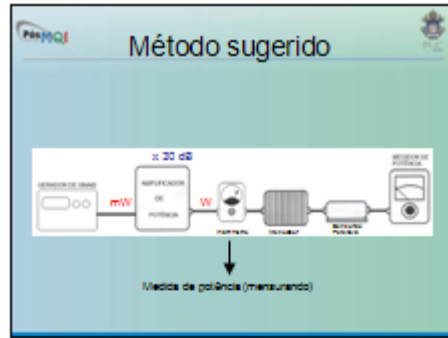 PósMQI
PUC
Método sugerido
x 30 dB
GERADOR DE SINAIS
mW
AMPLIFICADOR
DE
POTÊNCIA
W
MEDIDOR DE
POTÊNCIA
Medida de potência (mensurando)